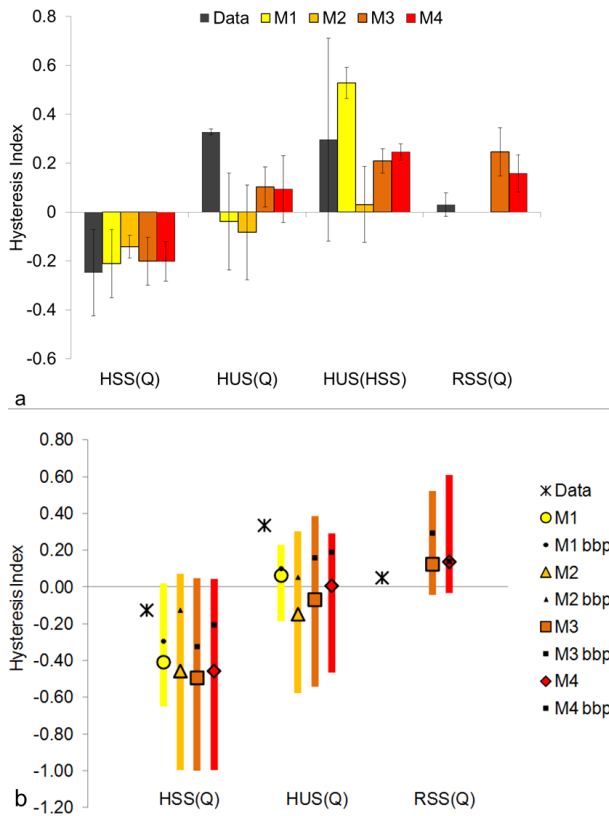 Data M1 M2 M3 M4
Hysteresis Index
0.8
0.6
0.4
0.2
0
-0.2
-0.4
-0.6
HSS(Q) HUS(Q) HUS(HSS) RSS(Q)
a
Hysteresis Index
0.80
0.60
0.40
0.20
0.00
-0.20
-0.40
-0.60
-0.80
-1.00
-1.20
HSS(Q) HUS(Q) RSS(Q)
b
Data
M1
M1 bbp
M2
M2 bbp
M3
M3 bbp
M4
M4 bbp